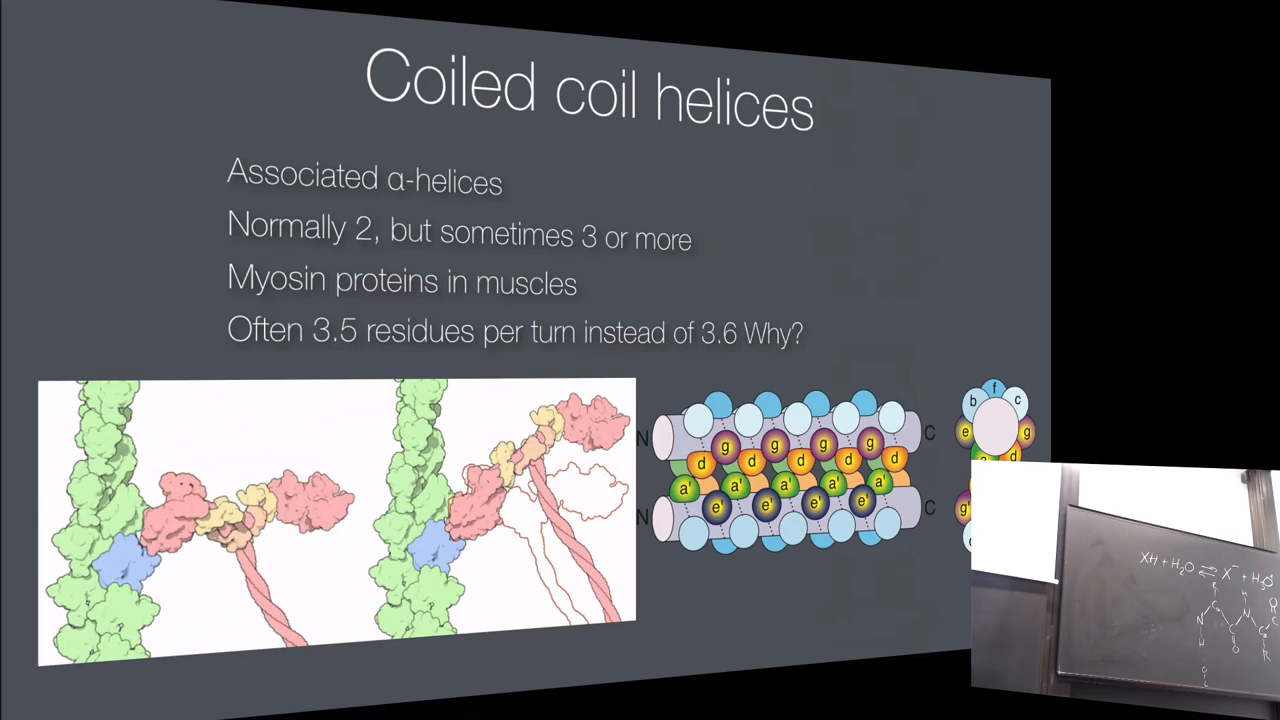 Coiled coil helices
Associated α-helices
Normally 2, but sometimes 3 or more
Myosin proteins in muscles
Often 3.5 residues per turn instead of 3.6 Why?
N C
g g g g
d d d d d
a' a' a' a' a'
e' e' e' e'
N C
f
b c
e g
d
g'
XH + H₂O ⇌ X⁻ + H₃O
N
N
H
O
R